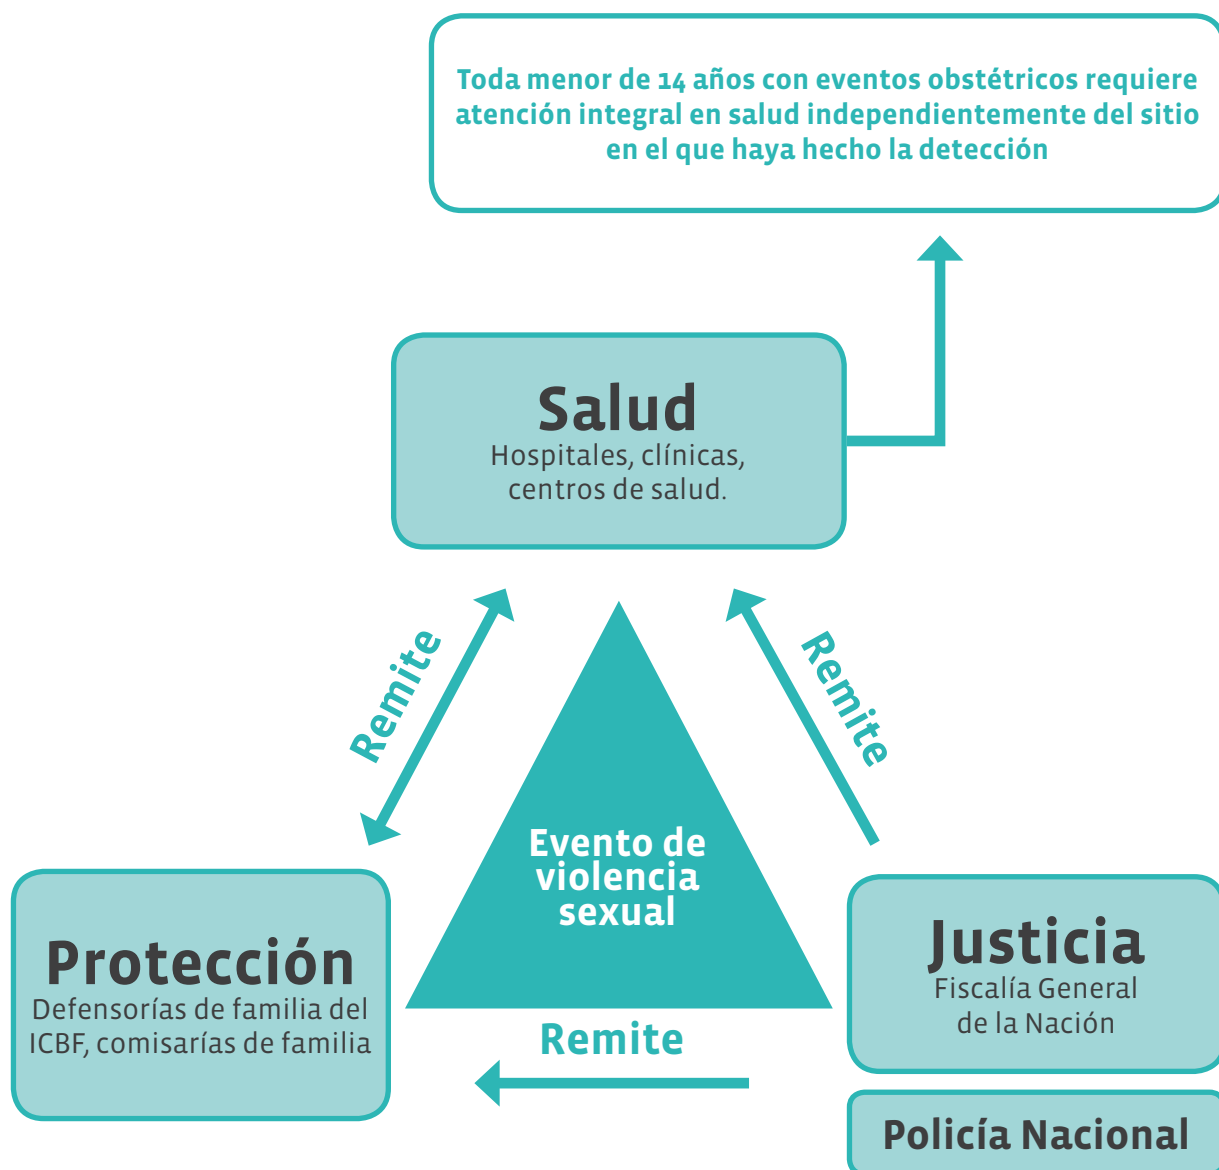 Toda menor de 14 años con eventos obstétricos requiere
atención integral en salud independientemente del sitio
en el que haya hecho la detección
Salud
Hospitales, clínicas,
centros de salud.
Remite
Remite
Evento de
violencia
sexual
Protección
Defensorías de familia del
ICBF, comisarías de familia
Remite
Justicia
Fiscalía General
de la Nación
Policía Nacional